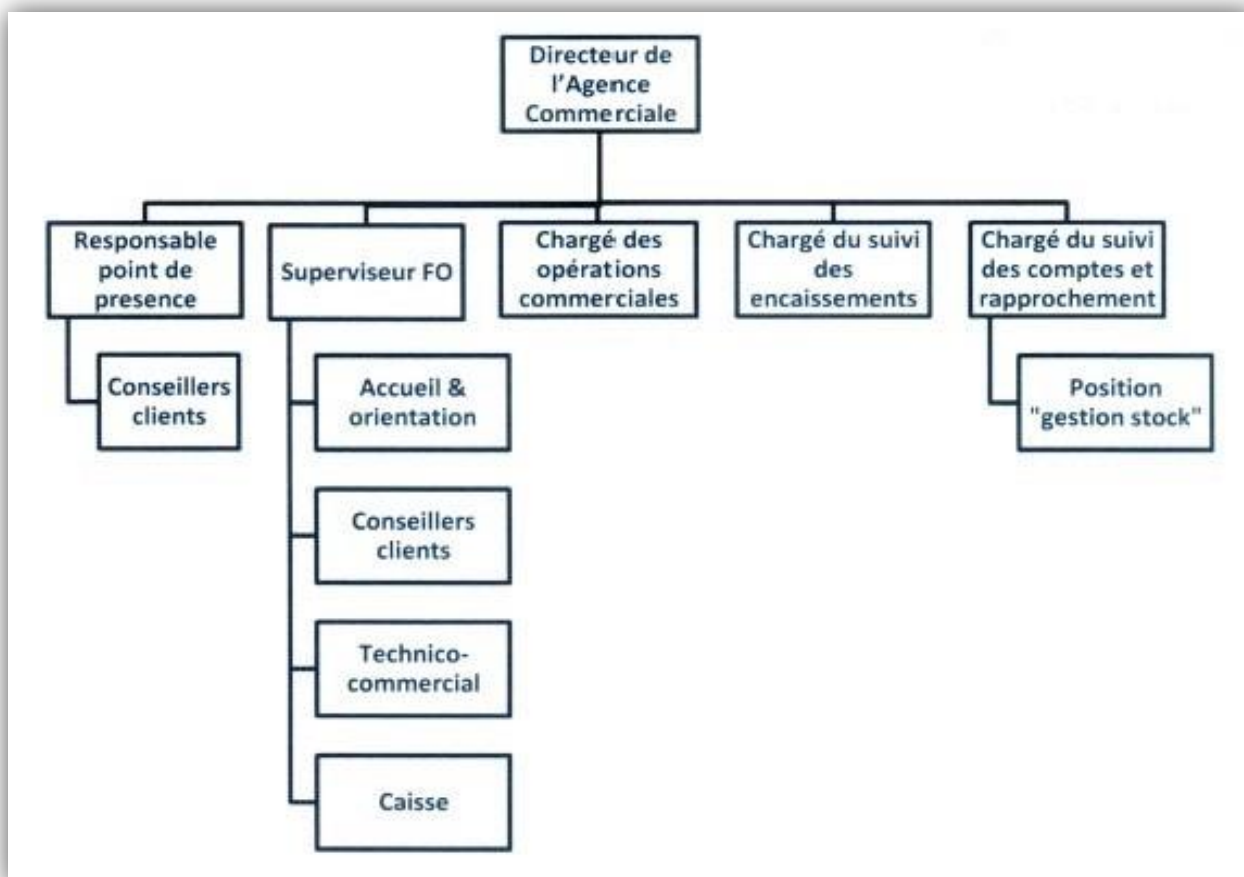 Directeur de
l'Agence
Commerciale
Responsable
point de
presence
Superviseur FO
Chargé des
opérations
commerciales
Chargé du suivi
des
encaissements
Chargé du suivi
des comptes et
rapprochement
Conseillers
clients
Accueil &
orientation
Position
"gestion stock"
Conseillers
clients
Technico-
commercial
Caisse